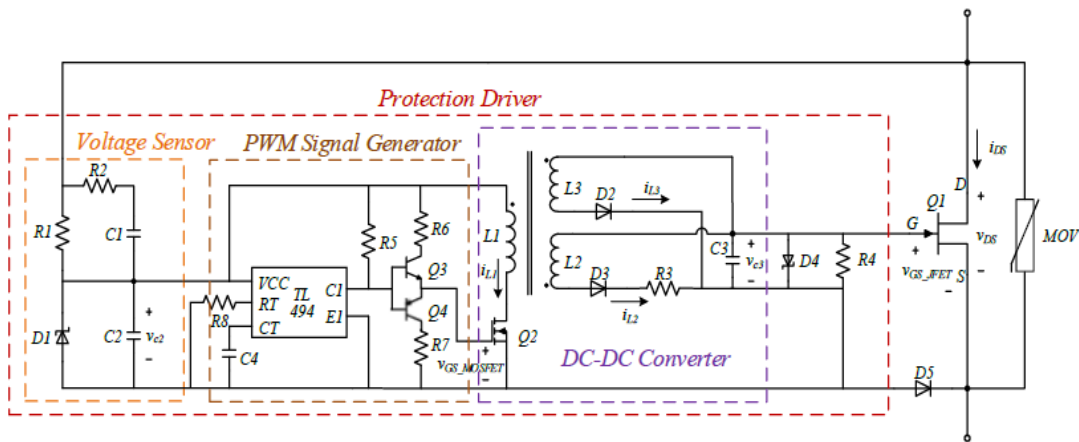 Protection Driver
Voltage Sensor
PWM Signal Generator
iDS
R2
D
L3
D2
iL3
Q1
R1
C1
R5
R6
L1
G
vDS
MOV
C3
vc3
D4
R4
VCC
TL
494
C1
Q3
iL1
L2
vGS_JFET
S
RT
R8
E1
Q4
D3
R3
D1
C2
vc2
CT
iL2
C4
R7
Q2
vGS_MOSFET
DC-DC Converter
D5